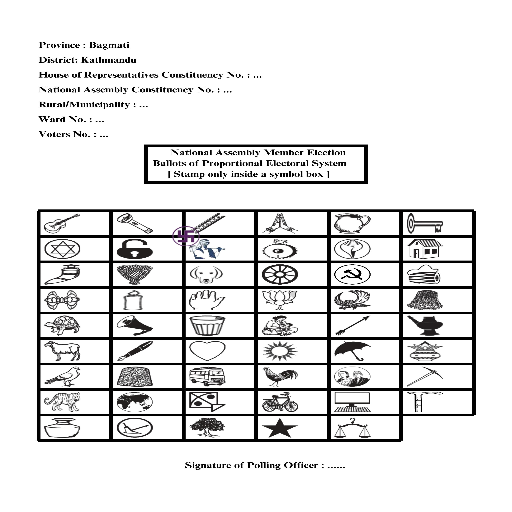 Province : Bagmati
District: Kathmandu
House of Representatives Constituency No. : ...
National Assembly Constituency No. : ...
Rural/Municipality : ...
Ward No. : ...
Voters No. : ...
National Assembly Member Election
Ballots of Proportional Electoral System
[ Stamp only inside a symbol box ]
Signature of Polling Officer : ......